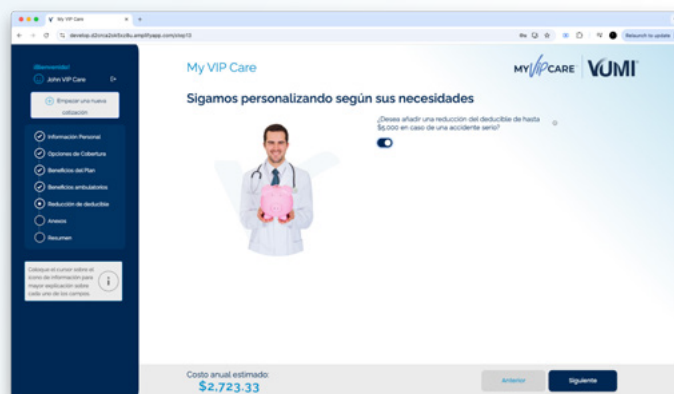 My VIP Care
develop.d2orca2ok5xz8u.amplifyapp.com/step13
Relaunch to update
¡Bienvenido!
John VIP Care
Empezar una nueva
cotización
Información Personal
Opciones de Cobertura
Beneficios del Plan
Beneficios ambulatorios
Reducción de deducible
Anexos
Resumen
Coloque el cursor sobre el
ícono de información para
mayor explicación sobre
cada uno de los campos.
My VIP Care
MY VIP CARE
VUMI
Sigamos personalizando según sus necesidades
¿Desea añadir una reducción del deducible de hasta
$5,000 en caso de una accidente serio?
Costo anual estimado:
$2,723.33
Anterior
Siguiente